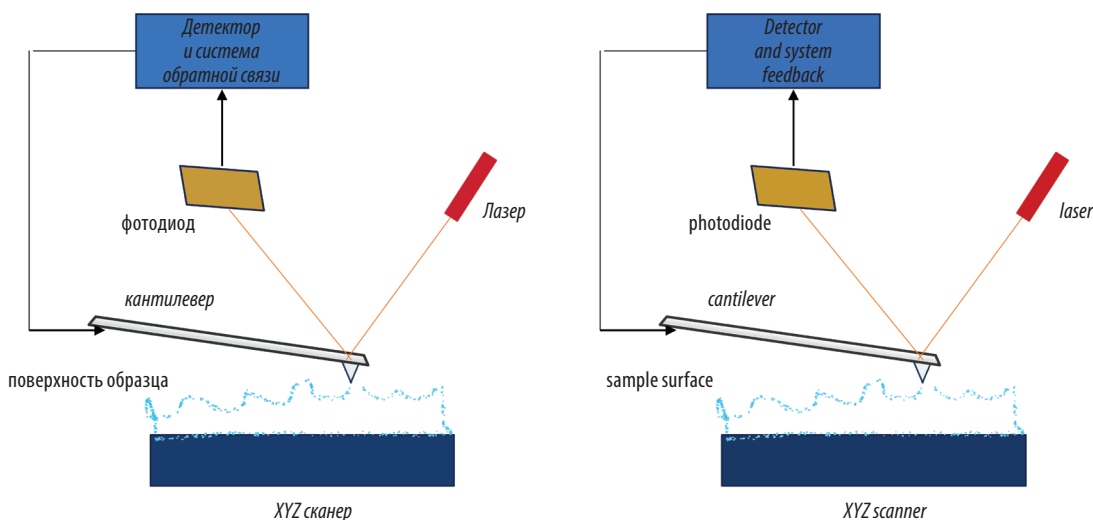 Детектор
и система
обратной связи
фотодиод
Лазер
кантилевер
поверхность образца
XYZ сканер
Detector
and system
feedback
photodiode
laser
cantilever
sample surface
XYZ scanner